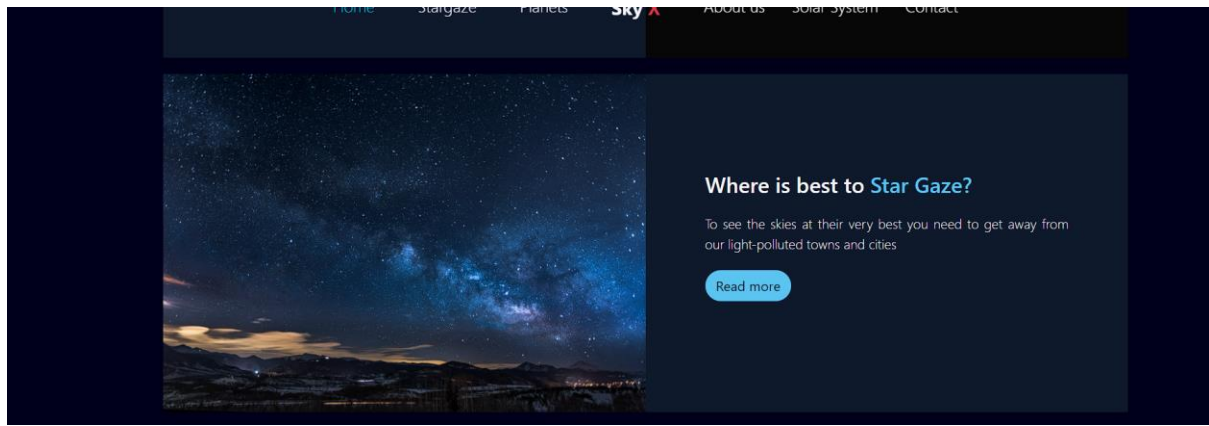 Home Stargaze Planets Sky X About us Solar System Contact
Where is best to Star Gaze?
To see the skies at their very best you need to get away from
our light-polluted towns and cities
Read more